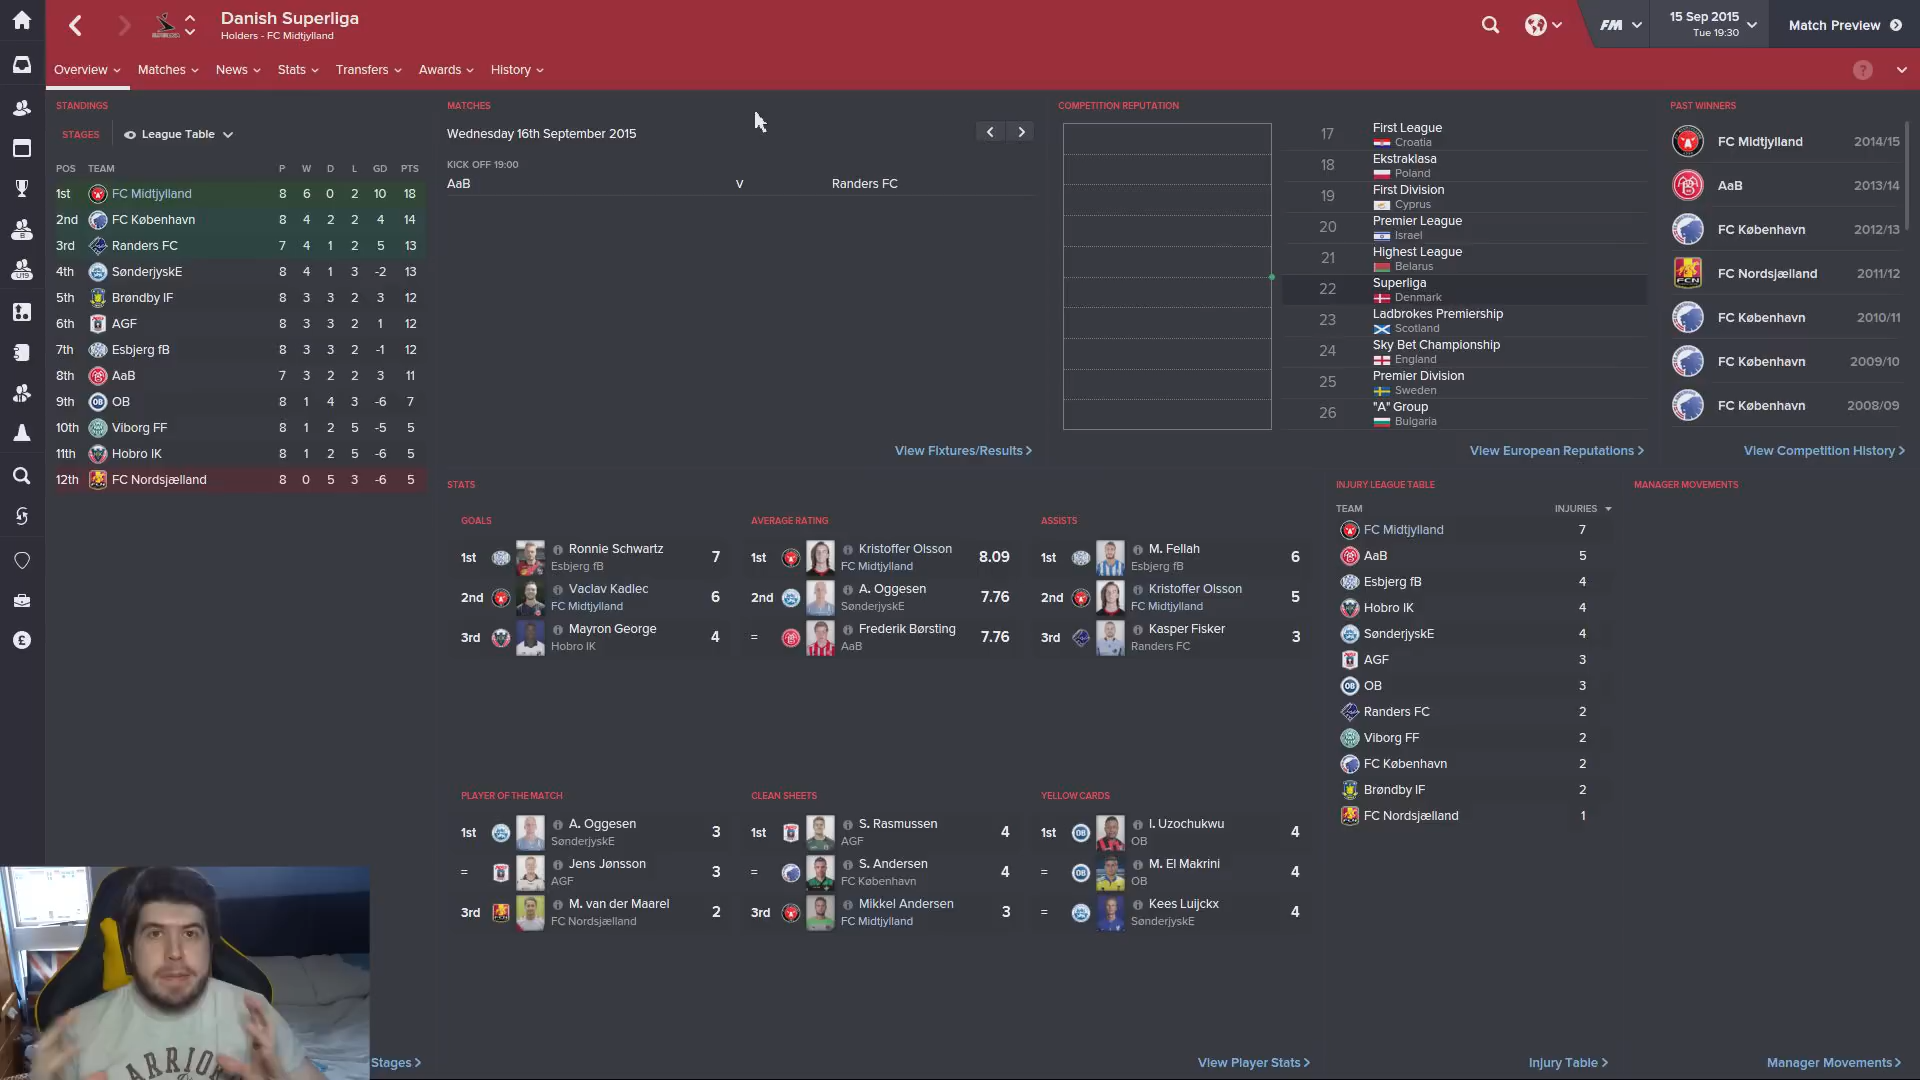 Danish Superliga
Holders - FC Midtjylland
FM
15 Sep 2015
Tue 19:30
Match Preview
Overview
Matches
News
Stats
Transfers
Awards
History
?
STANDINGS
STAGES
League Table
POS TEAM P W D L GD PTS
1st FC Midtjylland 8 6 0 2 10 18
2nd FC København 8 4 2 2 4 14
3rd Randers FC 7 4 1 2 5 13
4th SønderjyskE 8 4 1 3 -2 13
5th Brøndby IF 8 3 3 2 3 12
6th AGF 8 3 3 2 1 12
7th Esbjerg fB 8 3 3 2 -1 12
8th AaB 7 3 2 2 3 11
9th OB 8 1 4 3 -6 7
10th Viborg FF 8 1 2 5 -5 5
11th Hobro IK 8 1 2 5 -6 5
12th FC Nordsjælland 8 0 5 3 -6 5
Stages
MATCHES
Wednesday 16th September 2015
KICK OFF 19:00
AaB v Randers FC
View Fixtures/Results
COMPETITION REPUTATION
17 First League
Croatia
18 Ekstraklasa
Poland
19 First Division
Cyprus
20 Premier League
Israel
21 Highest League
Belarus
22 Superliga
Denmark
23 Ladbrokes Premiership
Scotland
24 Sky Bet Championship
England
25 Premier Division
Sweden
26 "A" Group
Bulgaria
View European Reputations
PAST WINNERS
FC Midtjylland 2014/15
AaB 2013/14
FC København 2012/13
FC Nordsjælland 2011/12
FC København 2010/11
FC København 2009/10
FC København 2008/09
View Competition History
STATS
GOALS
1st Ronnie Schwartz 7
Esbjerg fB
2nd Vaclav Kadlec 6
FC Midtjylland
3rd Mayron George 4
Hobro IK
AVERAGE RATING
1st Kristoffer Olsson 8.09
FC Midtjylland
2nd A. Oggesen 7.76
SønderjyskE
= Frederik Børsting 7.76
AaB
ASSISTS
1st M. Fellah 6
Esbjerg fB
2nd Kristoffer Olsson 5
FC Midtjylland
3rd Kasper Fisker 3
Randers FC
PLAYER OF THE MATCH
1st A. Oggesen 3
SønderjyskE
= Jens Jønsson 3
AGF
3rd M. van der Maarel 2
FC Nordsjælland
CLEAN SHEETS
1st S. Rasmussen 4
AGF
= S. Andersen 4
FC København
3rd Mikkel Andersen 3
FC Midtjylland
YELLOW CARDS
1st I. Uzochukwu 4
OB
= M. El Makrini 4
OB
= Kees Luijckx 4
SønderjyskE
View Player Stats
INJURY LEAGUE TABLE
TEAM INJURIES
FC Midtjylland 7
AaB 5
Esbjerg fB 4
Hobro IK 4
SønderjyskE 4
AGF 3
OB 3
Randers FC 2
Viborg FF 2
FC København 2
Brøndby IF 2
FC Nordsjælland 1
Injury Table
MANAGER MOVEMENTS
Manager Movements